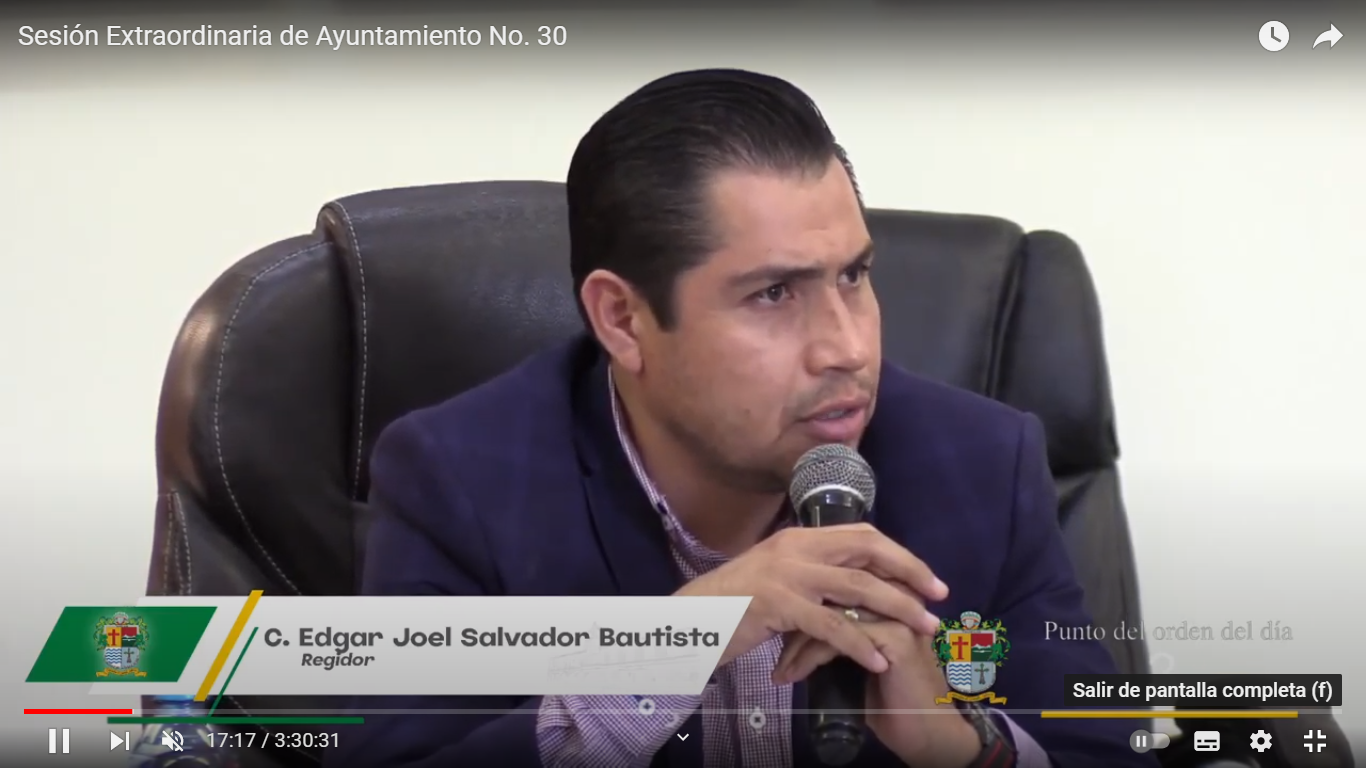 Sesión Extraordinaria de Ayuntamiento No. 30
C. Edgar Joel Salvador Bautista
Regidor
Punto del orden del día
Salir de pantalla completa (f)
17:17 / 3:30:31